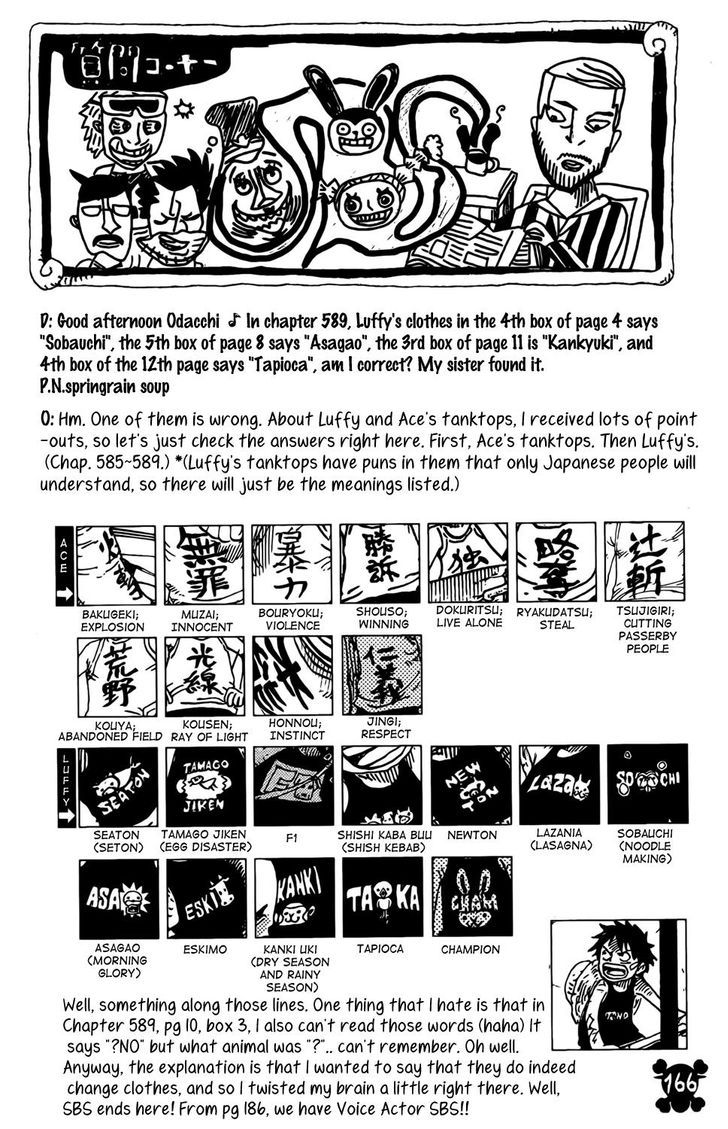 質問コーナー
SBS
D: Good afternoon Odacchi ♪ In chapter 589, Luffy's clothes in the 4th box of page 4 says
"Sobauchi", the 5th box of page 8 says "Asagao", the 3rd box of page 11 is "Kankyuki", and
4th box of the 12th page says "Tapioca", am I correct? My sister found it.
P.N.springrain soup
O: Hm. One of them is wrong. About Luffy and Ace's tanktops, I received lots of point
-outs, so let's just check the answers right here. First, Ace's tanktops. Then Luffy's.
(Chap. 585~589.) *(Luffy's tanktops have puns in them that only Japanese people will
understand, so there will just be the meanings listed.)
ACE
無罪 暴力 勝訴 独 略奪 辻斬
BAKUGEKI; EXPLOSION
MUZAI; INNOCENT
BOURYOKU; VIOLENCE
SHOUSO; WINNING
DOKURITSU; LIVE ALONE
RYAKUDATSU; STEAL
TSUJIGIRI; CUTTING PASSERBY PEOPLE
荒野 光線 仁義
KOUYA; ABANDONED FIELD
KOUSEN; RAY OF LIGHT
HONNOU; INSTINCT
JINGI; RESPECT
LUFFY
SEATON TAMAGO JIKEN NEW TON LaZa SO CHI
SEATON (SETON)
TAMAGO JIKEN (EGG DISASTER)
F1
SHISHI KABA BUU (SHISH KEBAB)
NEWTON
LAZANIA (LASAGNA)
SOBAUCHI (NOODLE MAKING)
ASA ESKI KANKI TA KA CHAM
ASAGAO (MORNING GLORY)
ESKIMO
KANKI UKI (DRY SEASON AND RAINY SEASON)
TAPIOCA
CHAMPION
Well, something along those lines. One thing that I hate is that in
Chapter 589, pg 10, box 3, I also can't read those words (haha) It
says "?NO" but what animal was "?".. can't remember. Oh well.
Anyway, the explanation is that I wanted to say that they do indeed
change clothes, and so I twisted my brain a little right there. Well,
SBS ends here! From pg 186, we have Voice Actor SBS!!
166